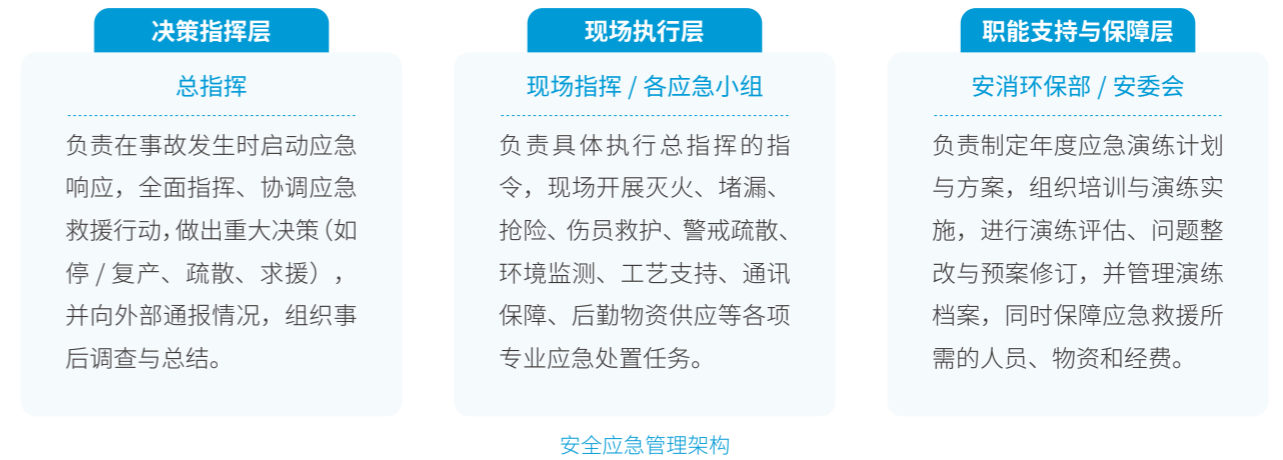 决策指挥层
总指挥
负责在事故发生时启动应急
响应，全面指挥、协调应急
救援行动，做出重大决策（如
停 / 复产、疏散、求援），
并向外部通报情况，组织事
后调查与总结。
现场执行层
现场指挥 / 各应急小组
负责具体执行总指挥的指
令，现场开展灭火、堵漏、
抢险、伤员救护、警戒疏散、
环境监测、工艺支持、通讯
保障、后勤物资供应等各项
专业应急处置任务。
职能支持与保障层
安消环保部 / 安委会
负责制定年度应急演练计划
与方案，组织培训与演练实
施，进行演练评估、问题整
改与预案修订，并管理演练
档案，同时保障应急救援所
需的人员、物资和经费。
安全应急管理架构